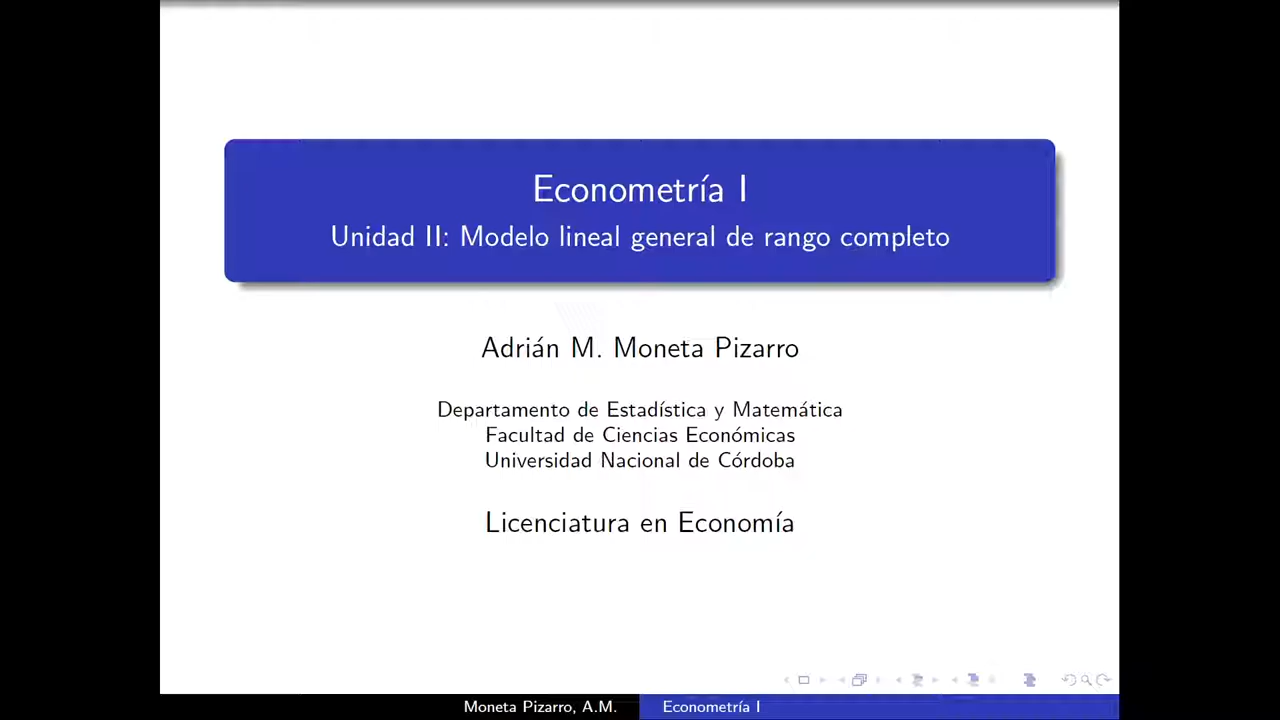 Econometría I
Unidad II: Modelo lineal general de rango completo
Adrián M. Moneta Pizarro
Departamento de Estadística y Matemática
Facultad de Ciencias Económicas
Universidad Nacional de Córdoba
Licenciatura en Economía
Moneta Pizarro, A.M. Econometría I